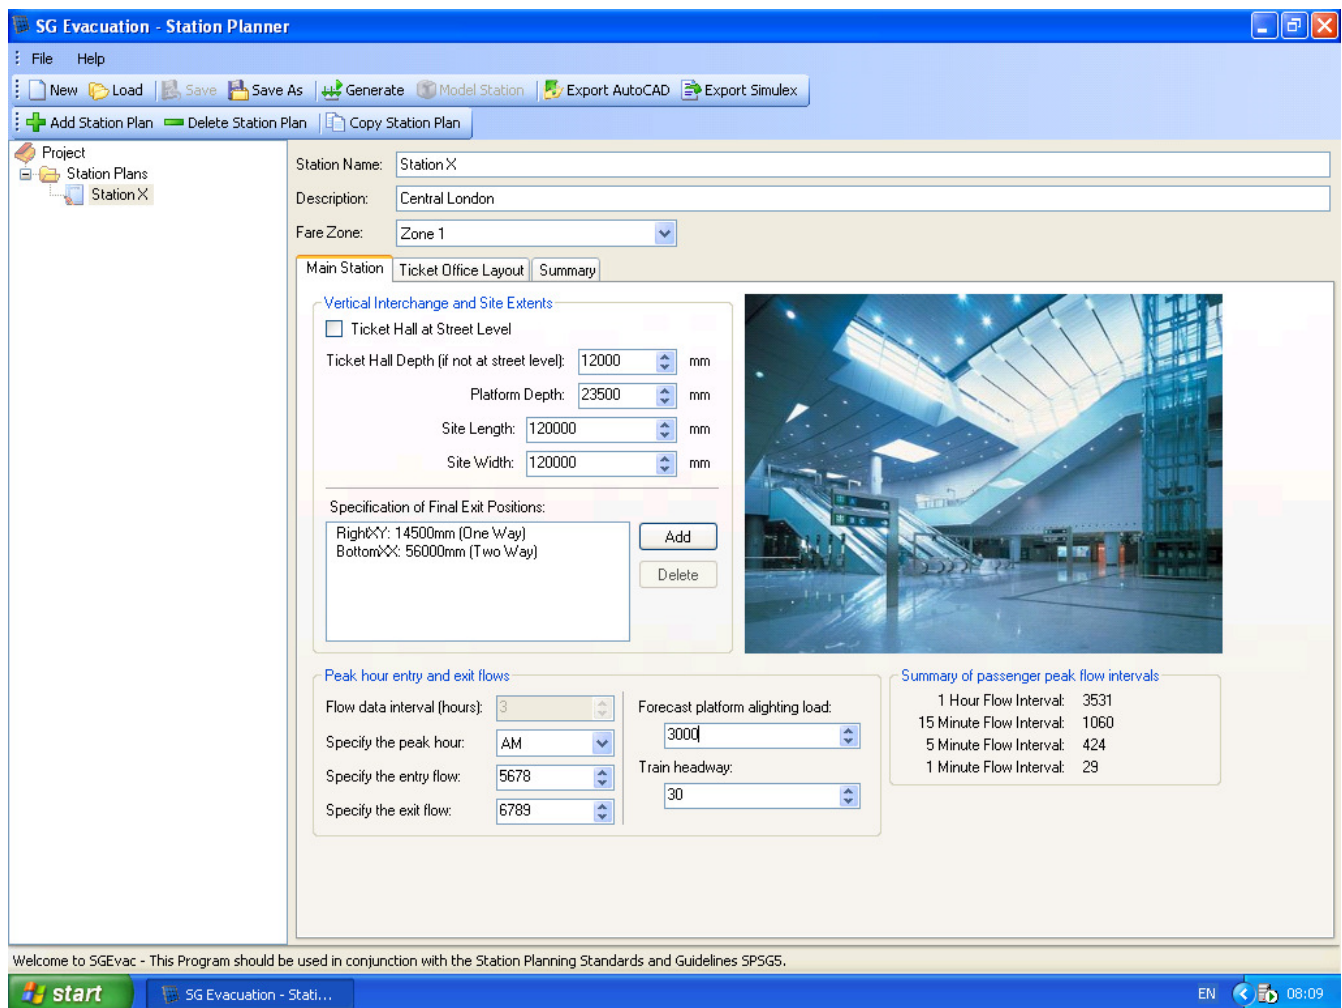 SG Evacuation - Station Planner
File Help
New Load Save Save As Generate Model Station Export AutoCAD Export Simulex
Add Station Plan Delete Station Plan Copy Station Plan
Project
Station Plans
Station X
Station Name: Station X
Description: Central London
Fare Zone: Zone 1
Main Station Ticket Office Layout Summary
Vertical Interchange and Site Extents
Ticket Hall at Street Level
Ticket Hall Depth (if not at street level): 12000 mm
Platform Depth: 23500 mm
Site Length: 120000 mm
Site Width: 120000 mm
Specification of Final Exit Positions:
RightXY: 14500mm (One Way)
BottomXX: 56000mm (Two Way)
Add
Delete
Peak hour entry and exit flows
Flow data interval (hours): 3
Specify the peak hour: AM
Specify the entry flow: 5678
Specify the exit flow: 6789
Forecast platform alighting load:
3000
Train headway:
30
Summary of passenger peak flow intervals
1 Hour Flow Interval: 3531
15 Minute Flow Interval: 1060
5 Minute Flow Interval: 424
1 Minute Flow Interval: 29
Welcome to SGEvac - This Program should be used in conjunction with the Station Planning Standards and Guidelines SPSG5.
start SG Evacuation - Stati... EN 08:09